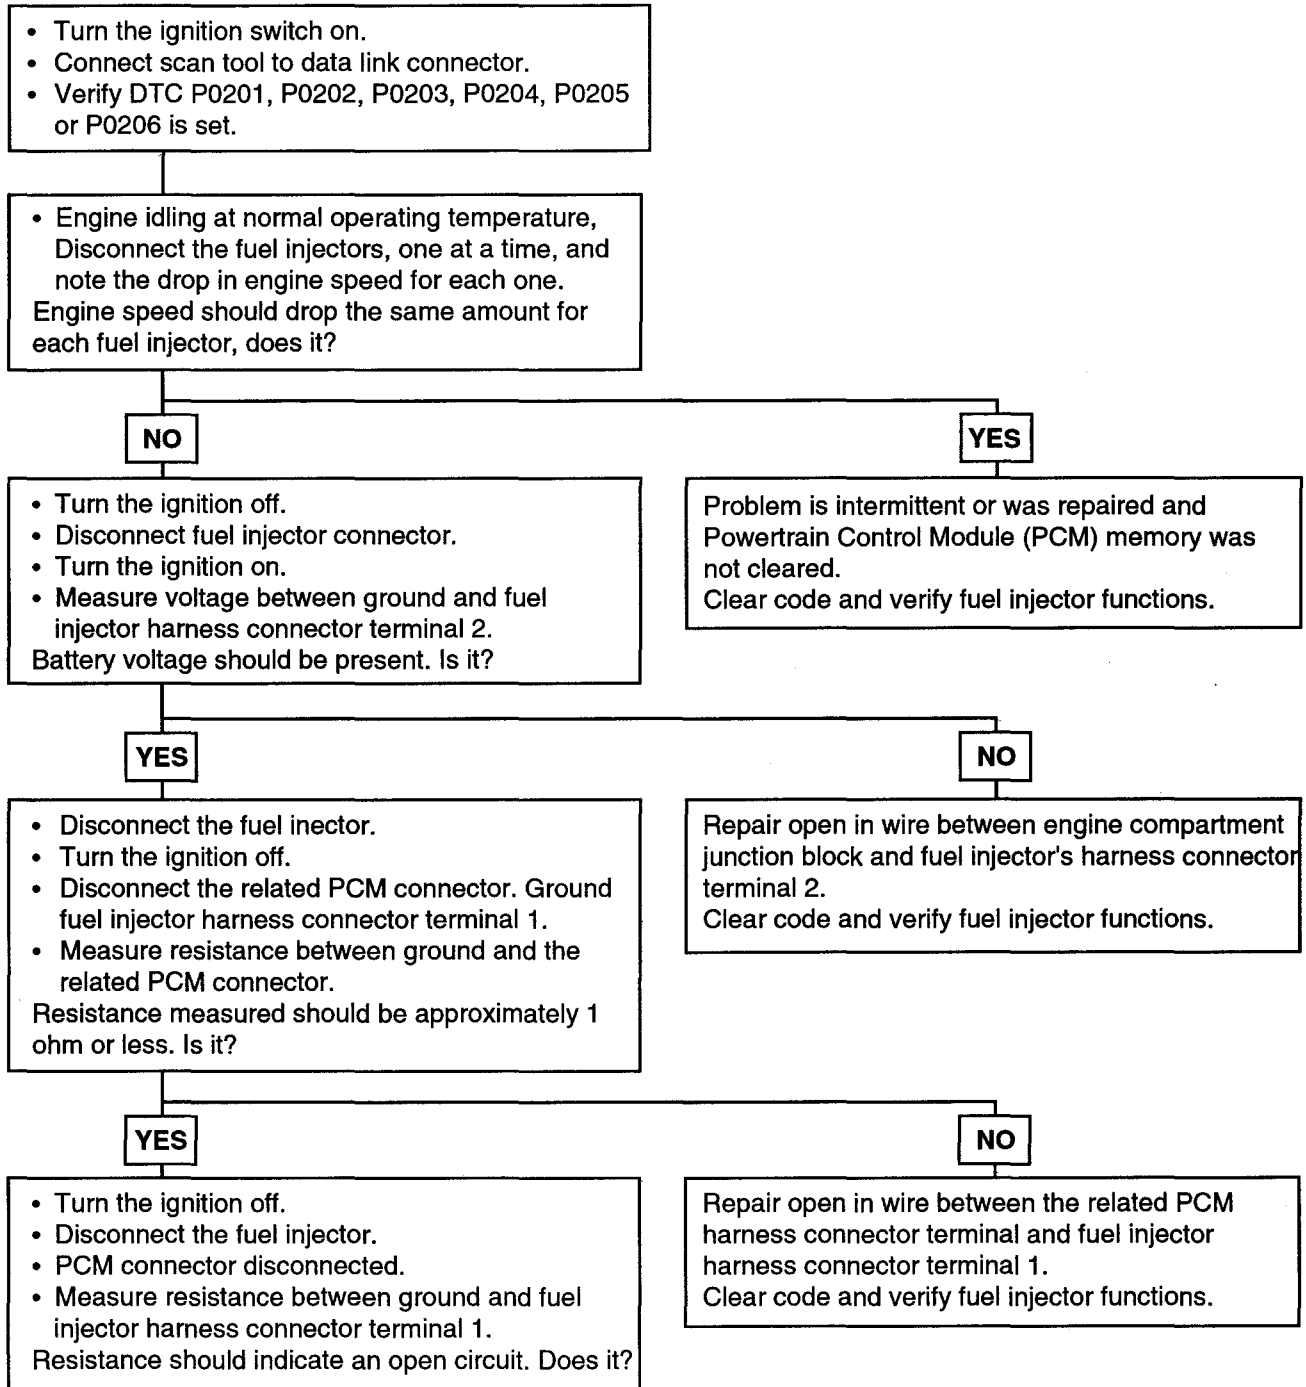 • Turn the ignition switch on.
• Connect scan tool to data link connector.
• Verify DTC P0201, P0202, P0203, P0204, P0205
or P0206 is set.
• Engine idling at normal operating temperature,
Disconnect the fuel injectors, one at a time, and
note the drop in engine speed for each one.
Engine speed should drop the same amount for
each fuel injector, does it?
NO
YES
• Turn the ignition off.
• Disconnect fuel injector connector.
• Turn the ignition on.
• Measure voltage between ground and fuel
injector harness connector terminal 2.
Battery voltage should be present. Is it?
Problem is intermittent or was repaired and
Powertrain Control Module (PCM) memory was
not cleared.
Clear code and verify fuel injector functions.
YES
NO
• Disconnect the fuel inector.
• Turn the ignition off.
• Disconnect the related PCM connector. Ground
fuel injector harness connector terminal 1.
• Measure resistance between ground and the
related PCM connector.
Resistance measured should be approximately 1
ohm or less. Is it?
Repair open in wire between engine compartment
junction block and fuel injector's harness connector
terminal 2.
Clear code and verify fuel injector functions.
YES
NO
• Turn the ignition off.
• Disconnect the fuel injector.
• PCM connector disconnected.
• Measure resistance between ground and fuel
injector harness connector terminal 1.
Resistance should indicate an open circuit. Does it?
Repair open in wire between the related PCM
harness connector terminal and fuel injector
harness connector terminal 1.
Clear code and verify fuel injector functions.